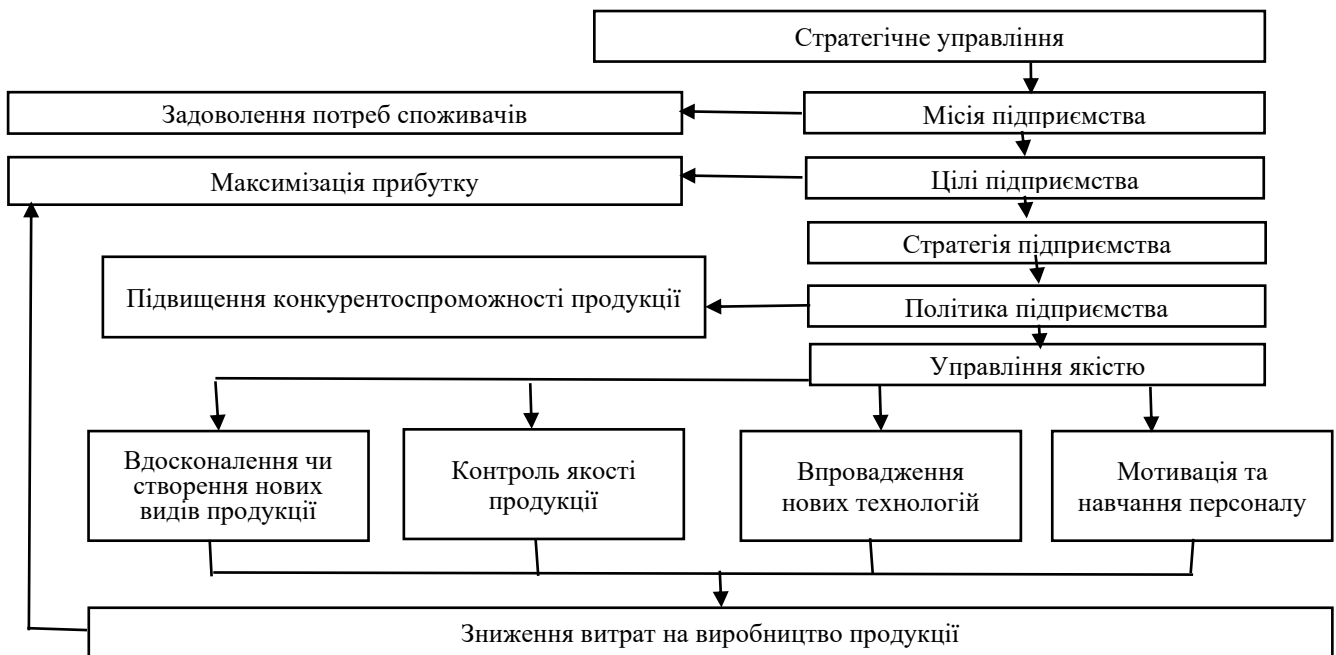 Стратегічне управління
Задоволення потреб споживачів
Місія підприємства
Максимізація прибутку
Цілі підприємства
Стратегія підприємства
Підвищення конкурентоспроможності продукції
Політика підприємства
Управління якістю
Вдосконалення чи
створення нових
видів продукції
Контроль якості
продукції
Впровадження
нових технологій
Мотивація та
навчання персоналу
Зниження витрат на виробництво продукції